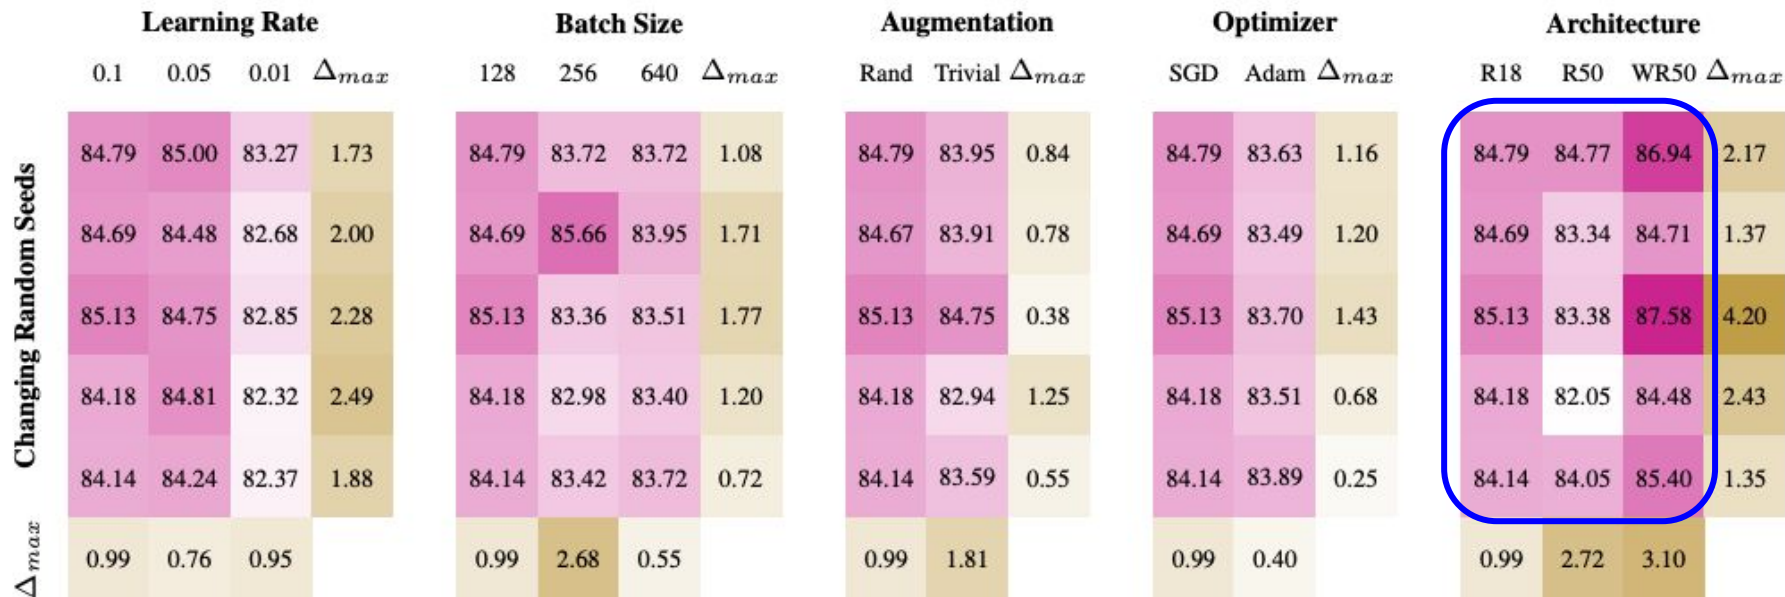 Learning Rate Batch Size Augmentation Optimizer Architecture
0.1 0.05 0.01 Δmax 128 256 640 Δmax Rand Trivial Δmax SGD Adam Δmax R18 R50 WR50 Δmax
Changing Random Seeds
84.79 85.00 83.27 1.73 84.79 83.72 83.72 1.08 84.79 83.95 0.84 84.79 83.63 1.16 84.79 84.77 86.94 2.17
84.69 84.48 82.68 2.00 84.69 85.66 83.95 1.71 84.67 83.91 0.78 84.69 83.49 1.20 84.69 83.34 84.71 1.37
85.13 84.75 82.85 2.28 85.13 83.36 83.51 1.77 85.13 84.75 0.38 85.13 83.70 1.43 85.13 83.38 87.58 4.20
84.18 84.81 82.32 2.49 84.18 82.98 83.40 1.20 84.18 82.94 1.25 84.18 83.51 0.68 84.18 82.05 84.48 2.43
84.14 84.24 82.37 1.88 84.14 83.42 83.72 0.72 84.14 83.59 0.55 84.14 83.89 0.25 84.14 84.05 85.40 1.35
Δmax 0.99 0.76 0.95 0.99 2.68 0.55 0.99 1.81 0.99 0.40 0.99 2.72 3.10